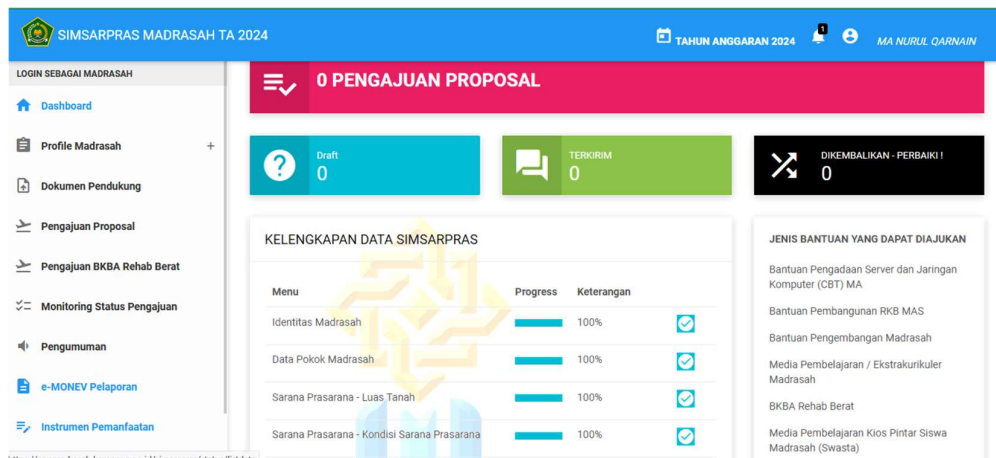 SIMSARPRAS MADRASAH TA 2024
TAHUN ANGGARAN 2024
0
MA NURUL QARNAIN
LOGIN SEBAGAI MADRASAH
Dashboard
Profile Madrasah +
Dokumen Pendukung
Pengajuan Proposal
Pengajuan BKBA Rehab Berat
Monitoring Status Pengajuan
Pengumuman
e-MONEV Pelaporan
Instrumen Pemanfaatan
0 PENGAJUAN PROPOSAL
Draft
0
TERKIRIM
0
DIKEMBALIKAN - PERBAIKI !
0
KELENGKAPAN DATA SIMSARPRAS
Menu Progress Keterangan
Identitas Madrasah 100%
Data Pokok Madrasah 100%
Sarana Prasarana - Luas Tanah 100%
Sarana Prasarana - Kondisi Sarana Prasarana 100%
JENIS BANTUAN YANG DAPAT DIAJUKAN
Bantuan Pengadaan Server dan Jaringan
Komputer (CBT) MA
Bantuan Pembangunan RKB MAS
Bantuan Pengembangan Madrasah
Media Pembelajaran / Ekstrakurikuler
Madrasah
BKBA Rehab Berat
Media Pembelajaran Kios Pintar Siswa
Madrasah (Swasta)